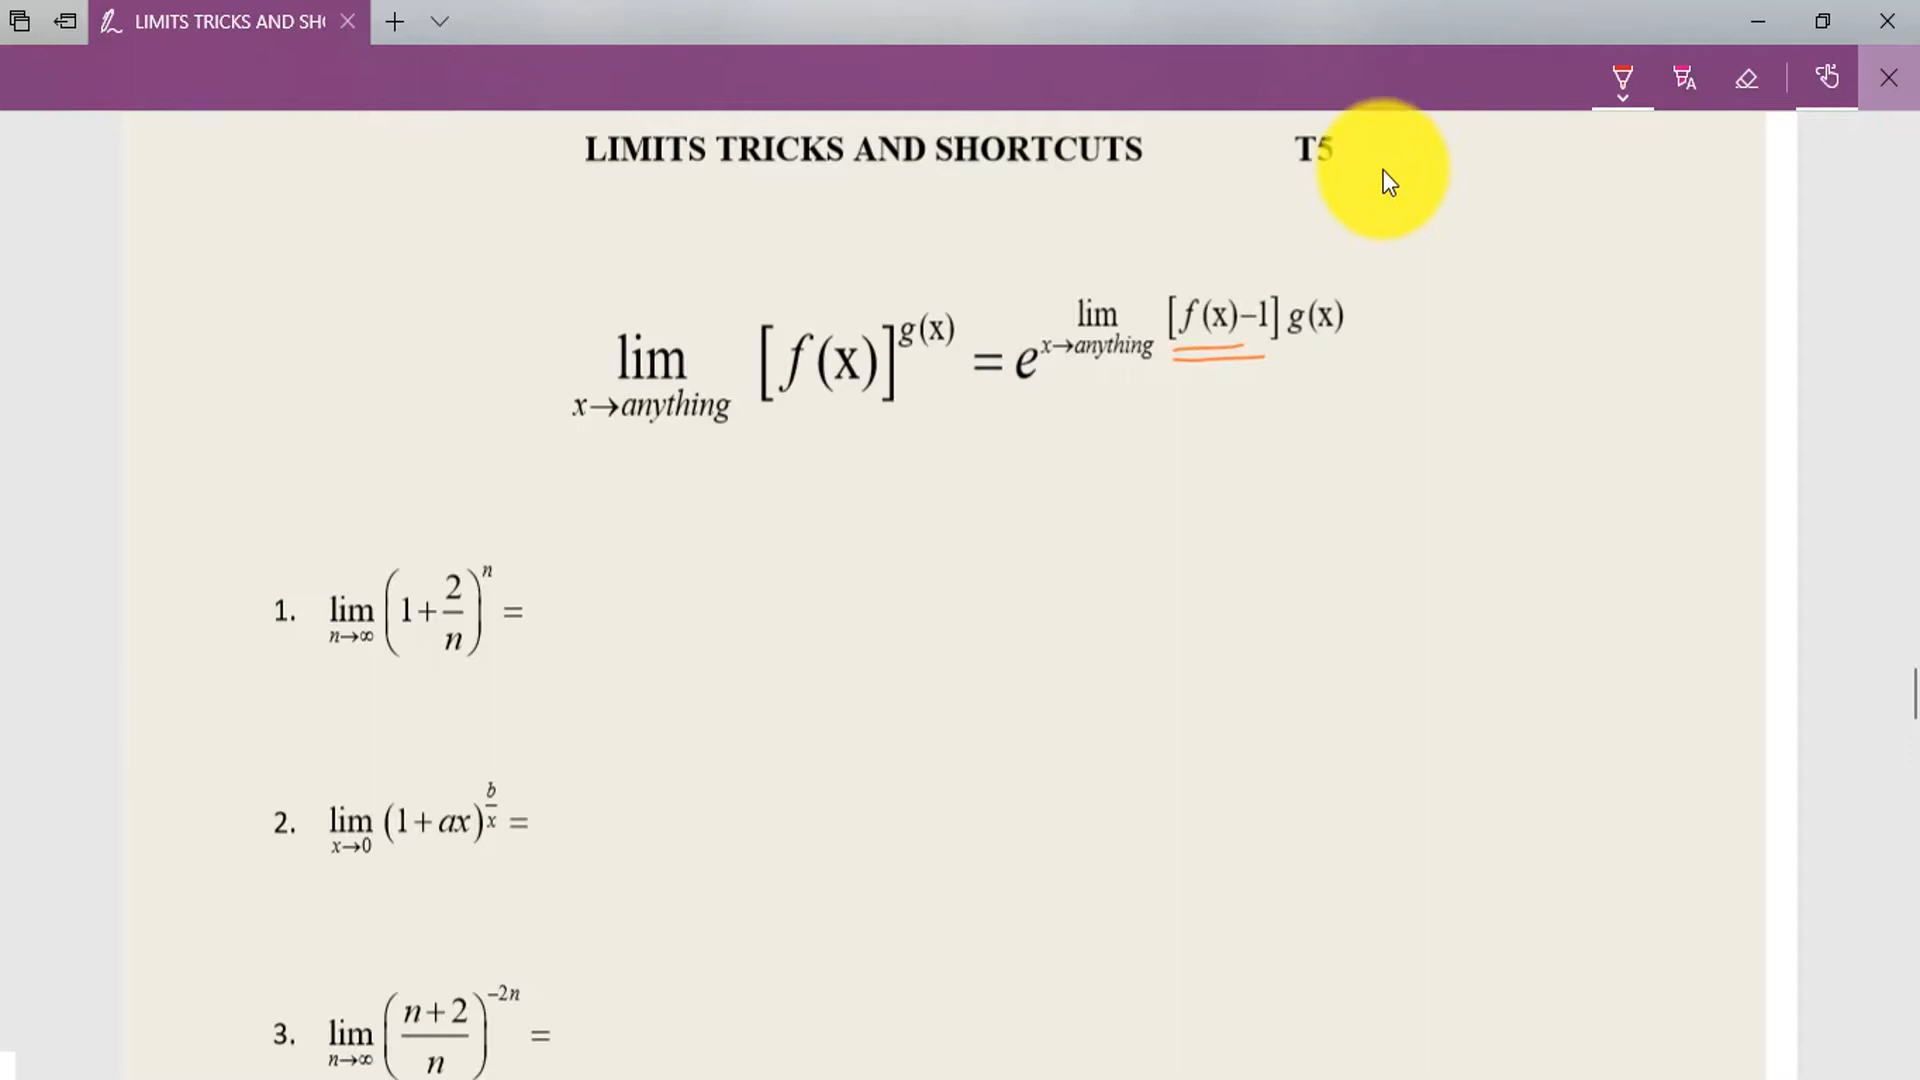 LIMITS TRICKS AND SH
LIMITS TRICKS AND SHORTCUTS T5
lim x→anything [f(x)]^g(x) = e^lim x→anything [f(x)−1] g(x)
1. lim n→∞ (1+2/n)^n =
2. lim x→0 (1+ax)^b/x =
3. lim n→∞ (n+2/n)^−2n =